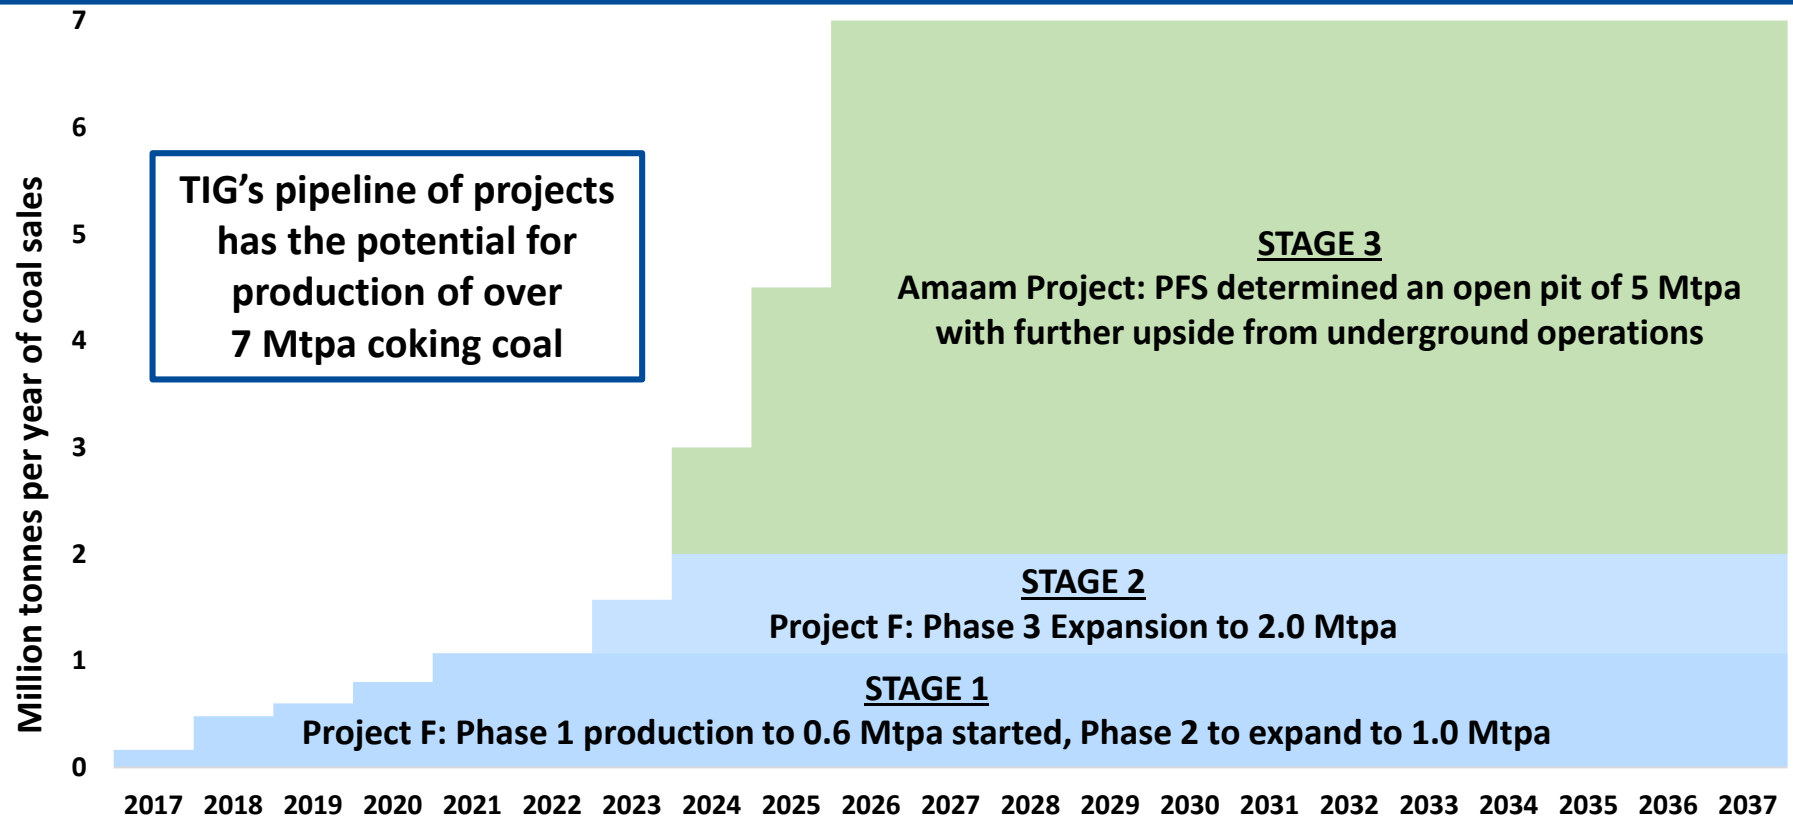 Million tonnes per year of coal sales
7
6
5
4
3
2
1
0
TIG's pipeline of projects
has the potential for
production of over
7 Mtpa coking coal
STAGE 3
Amaam Project: PFS determined an open pit of 5 Mtpa
with further upside from underground operations
STAGE 2
Project F: Phase 3 Expansion to 2.0 Mtpa
STAGE 1
Project F: Phase 1 production to 0.6 Mtpa started, Phase 2 to expand to 1.0 Mtpa
2017 2018 2019 2020 2021 2022 2023 2024 2025 2026 2027 2028 2029 2030 2031 2032 2033 2034 2035 2036 2037